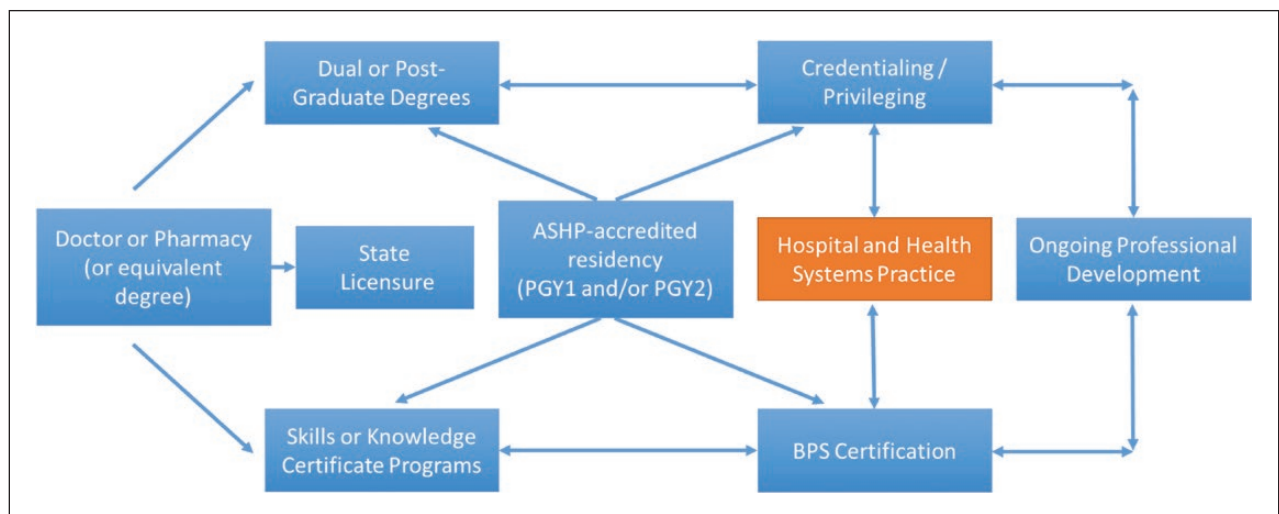 Dual or Post-
Graduate Degrees
Credentialing /
Privileging
Doctor or Pharmacy
(or equivalent
degree)
State
Licensure
ASHP-accredited
residency
(PGY1 and/or PGY2)
Hospital and Health
Systems Practice
Ongoing Professional
Development
Skills or Knowledge
Certificate Programs
BPS Certification